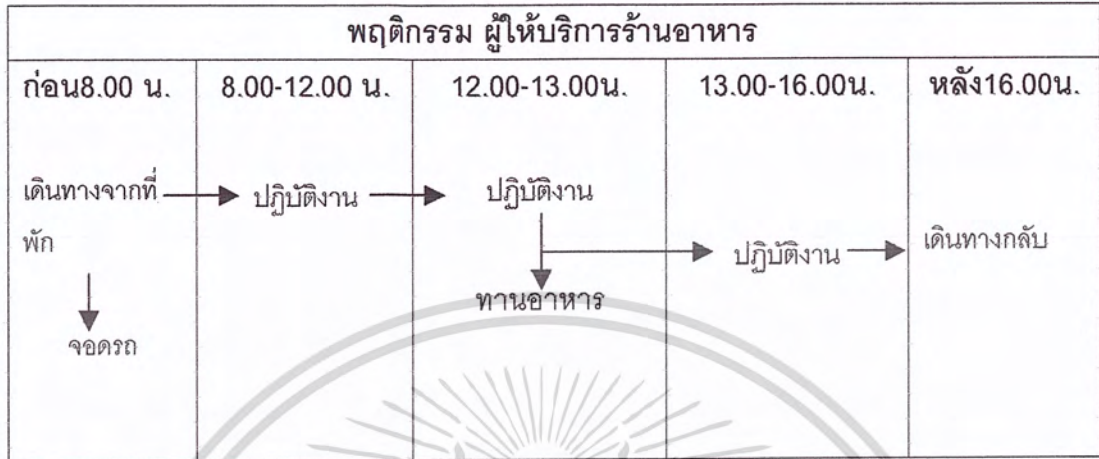 พฤติกรรม ผู้ให้บริการร้านอาหาร
ก่อน8.00 น.
8.00-12.00 น.
12.00-13.00น.
13.00-16.00น.
หลัง16.00น.
เดินทางจากที่
พัก
จอดรถ
ปฏิบัติงาน
ปฏิบัติงาน
ทานอาหาร
ปฏิบัติงาน
เดินทางกลับ